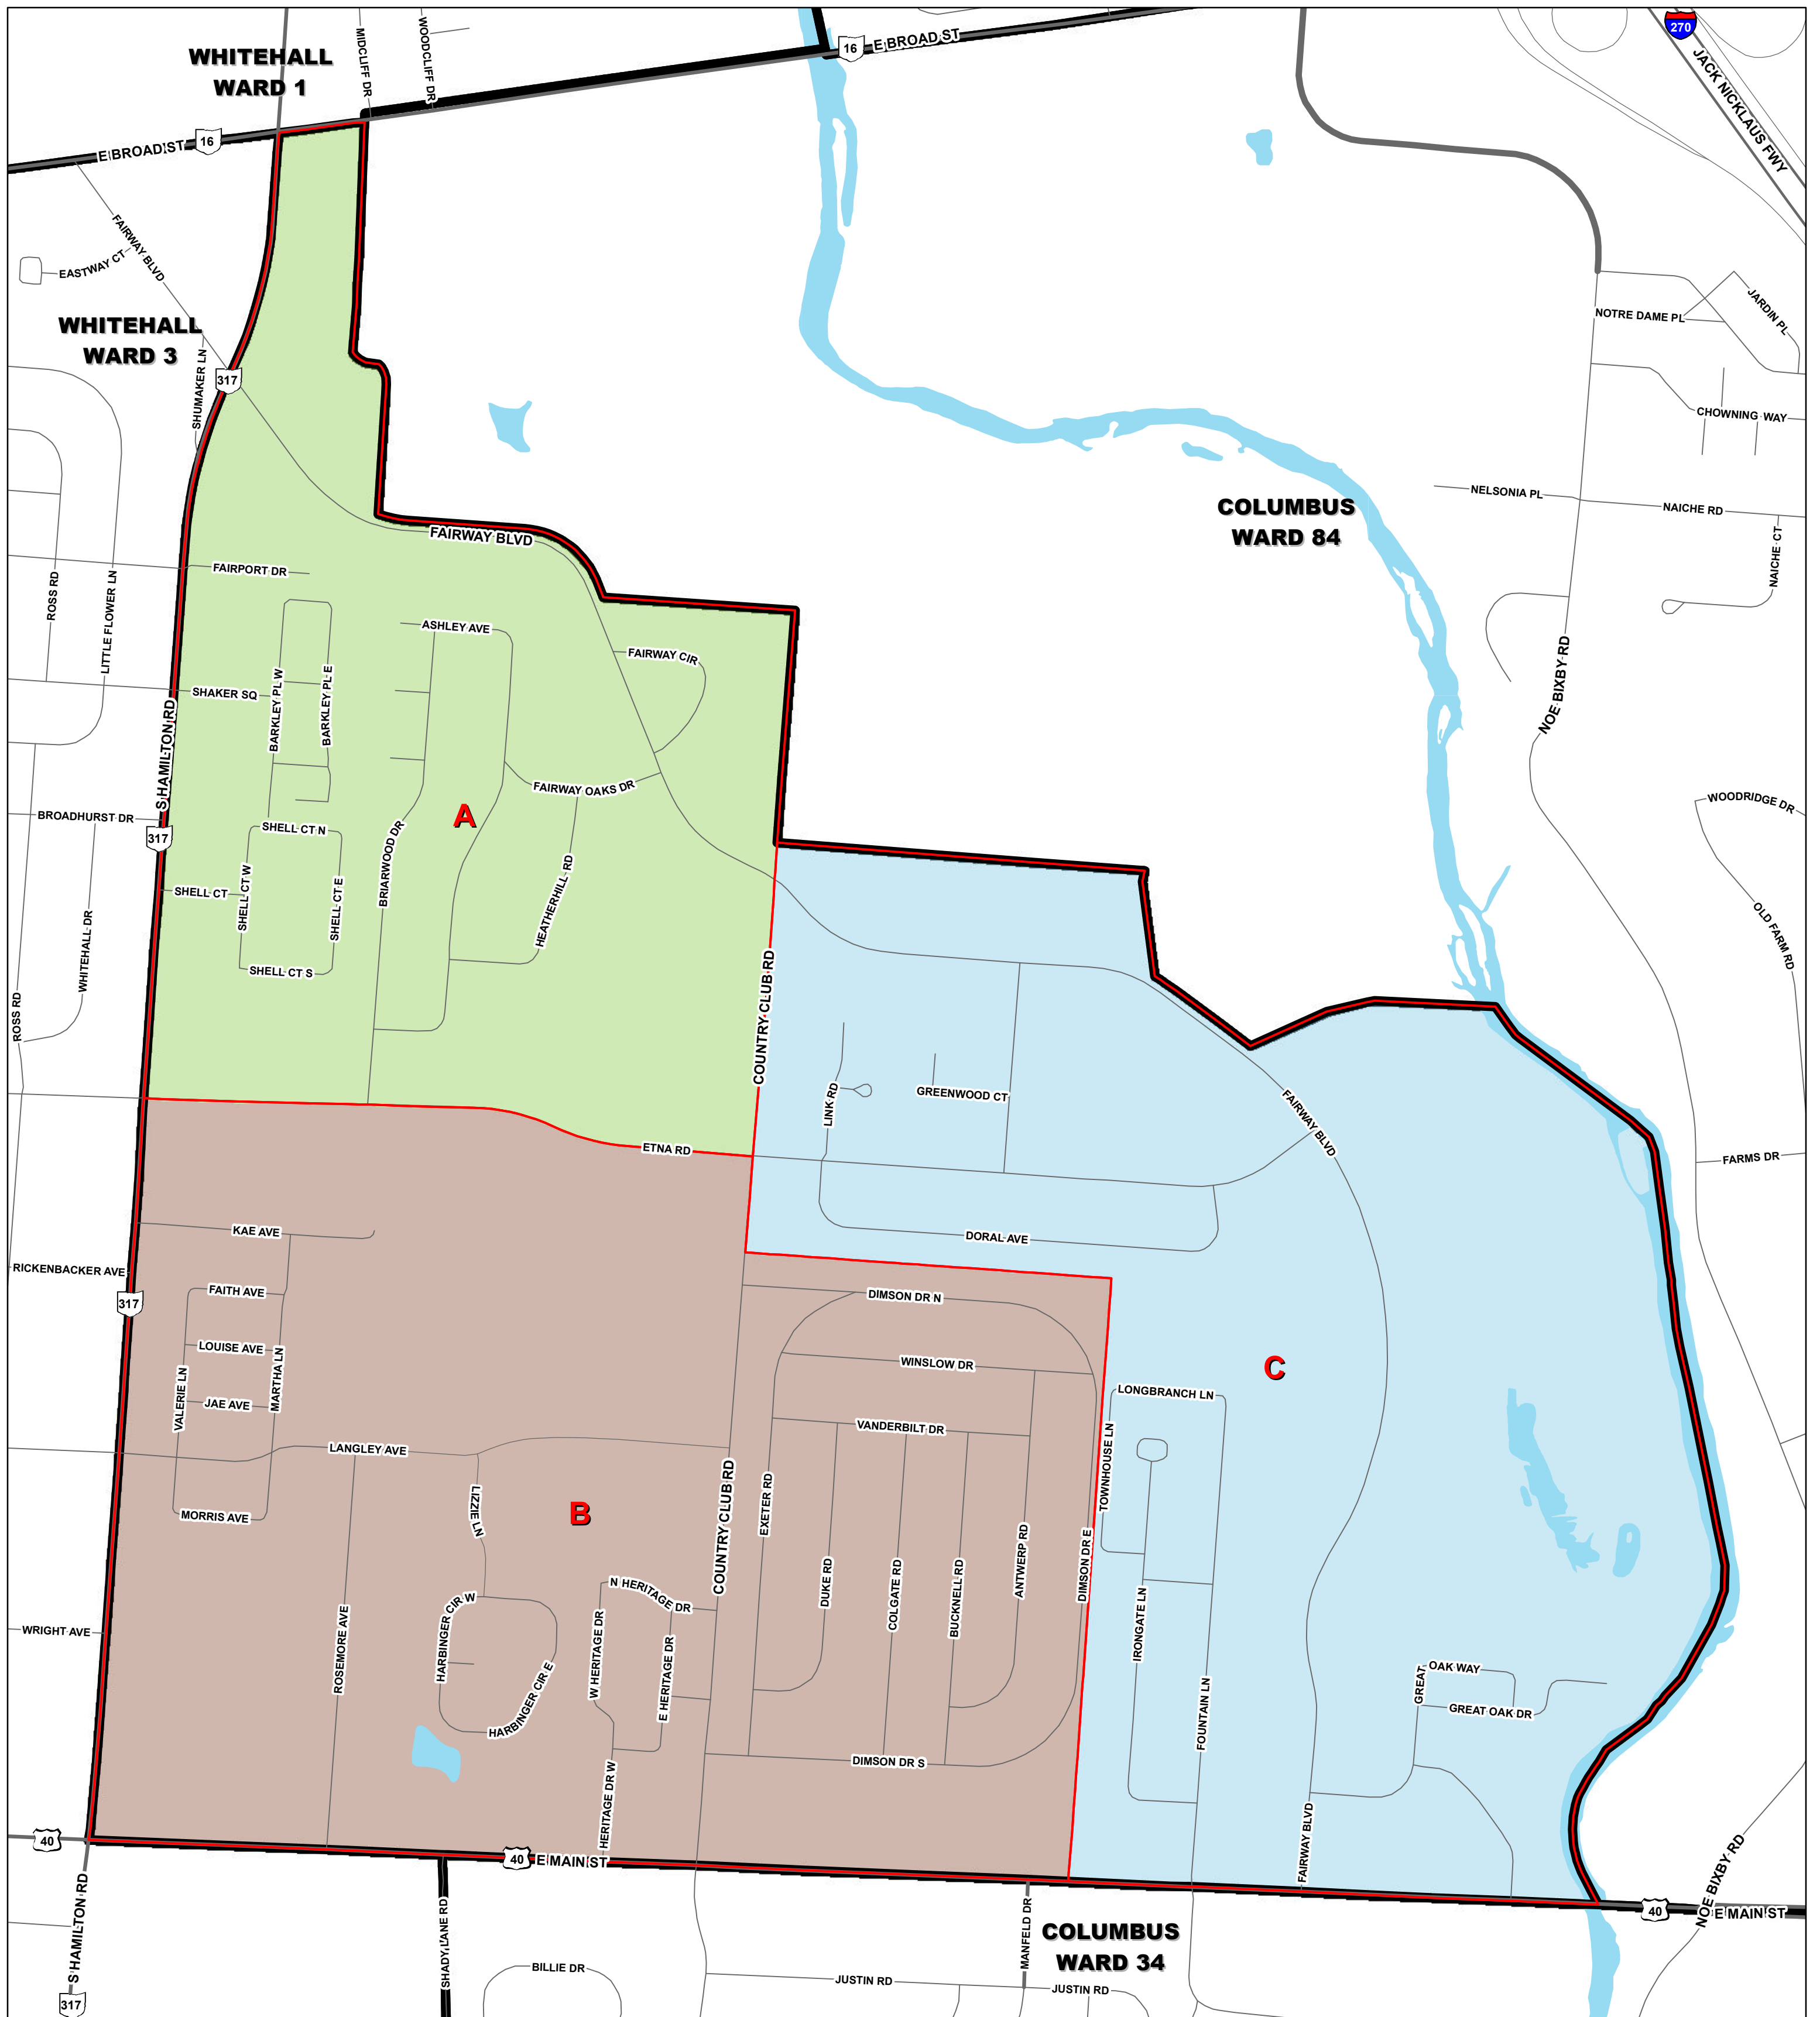 WHITEHALL
WARD 1
MIDCLIFF DR
WOODCLIFF DR
16
E BROAD ST
270
JACK NICKLAUS FWY
E BROAD ST
16
FAIRWAY BLVD
EASTWAY CT
WHITEHALL
WARD 3
SHUMAKER LN
317
NOTRE DAME PL
JARDIN PL
CHOWNING WAY
COLUMBUS
WARD 84
NELSONIA PL
NAICHE RD
NAICHE CT
FAIRWAY BLVD
FAIRPORT DR
ROSS RD
LITTLE FLOWER LN
ASHLEY AVE
FAIRWAY CIR
SHAKER SQ
BARKLEY PL W
BARKLEY PL E
S HAMILTON RD
NOE BIXBY RD
FAIRWAY OAKS DR
WOODRIDGE DR
BROADHURST DR
317
A
SHELL CT N
BRIARWOOD DR
SHELL CT
SHELL CT W
SHELL CT E
HEATHERHILL RD
WHITEHALL DR
OLD FARM RD
SHELL CT S
ROSS RD
COUNTRY CLUB RD
LINK RD
GREENWOOD CT
FAIRWAY BLVD
ETNA RD
FARMS DR
KAE AVE
DORAL AVE
RICKENBACKER AVE
317
FAITH AVE
DIMSON DR N
LOUISE AVE
WINSLOW DR
C
VALERIE LN
MARTHA LN
JAE AVE
LONGBRANCH LN
VANDERBILT DR
LANGLEY AVE
TOWNHOUSE LN
COUNTRY CLUB RD
EXETER RD
LIZZIE LN
B
MORRIS AVE
DUKE RD
COLGATE RD
BUCKNELL RD
ANTWERP RD
DIMSON DR E
N HERITAGE DR
HARBINGER CIR W
WRIGHT AVE
ROSEMORE AVE
W HERITAGE DR
E HERITAGE DR
HARBINGER CIR E
IRONGATE LN
FOUNTAIN LN
GREAT
OAK WAY
GREAT OAK DR
DIMSON DR S
HERITAGE DR W
FAIRWAY BLVD
40
40
E MAIN ST
S HAMILTON RD
SHADY LANE RD
MANFELD DR
COLUMBUS
WARD 34
NOE BIXBY RD
40
E MAIN ST
BILLIE DR
JUSTIN RD
JUSTIN RD
317